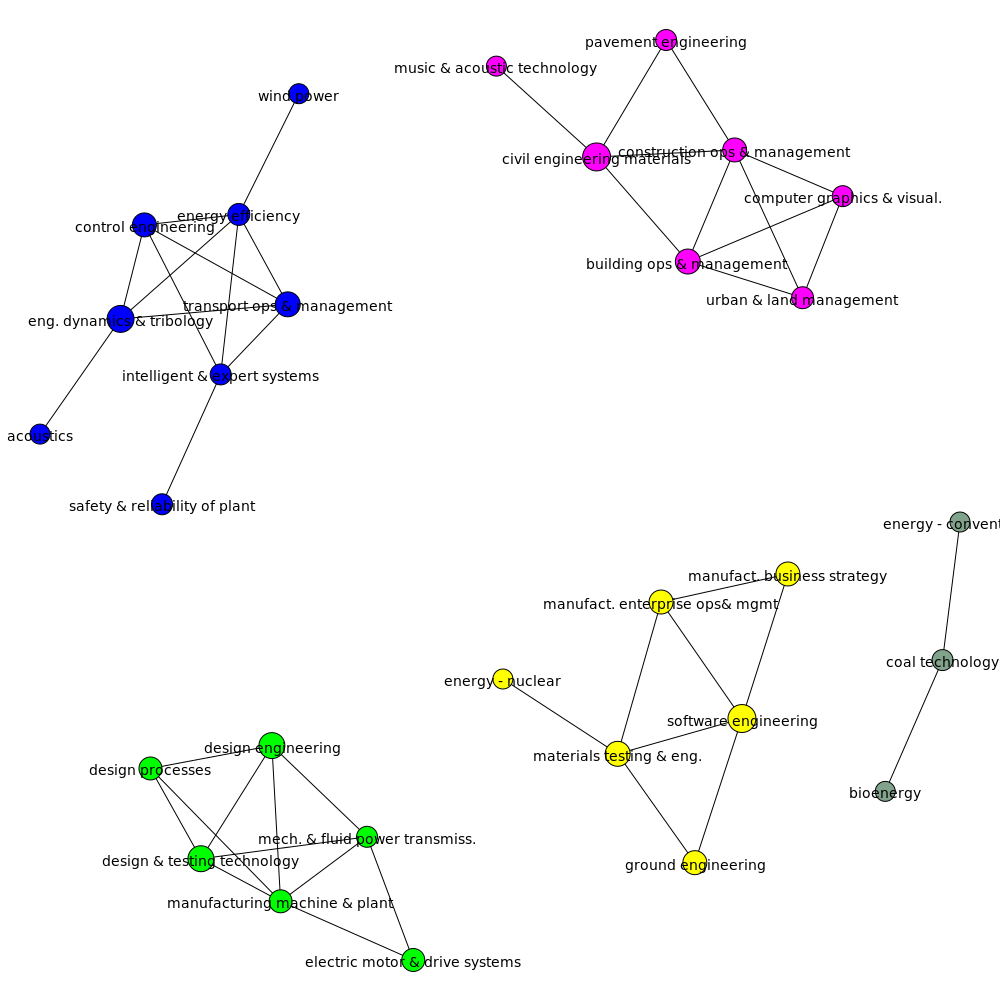 pavement engineering
music & acoustic technology
wind power
construction ops & management
civil engineering materials
computer graphics & visual.
energy efficiency
control engineering
building ops & management
urban & land management
transport ops & management
eng. dynamics & tribology
intelligent & expert systems
acoustics
safety & reliability of plant
energy - convent
manufact. business strategy
manufact. enterprise ops& mgmt
coal technology
energy - nuclear
software engineering
design engineering
materials testing & eng.
design processes
bioenergy
mech. & fluid power transmiss.
design & testing technology
ground engineering
manufacturing machine & plant
electric motor & drive systems